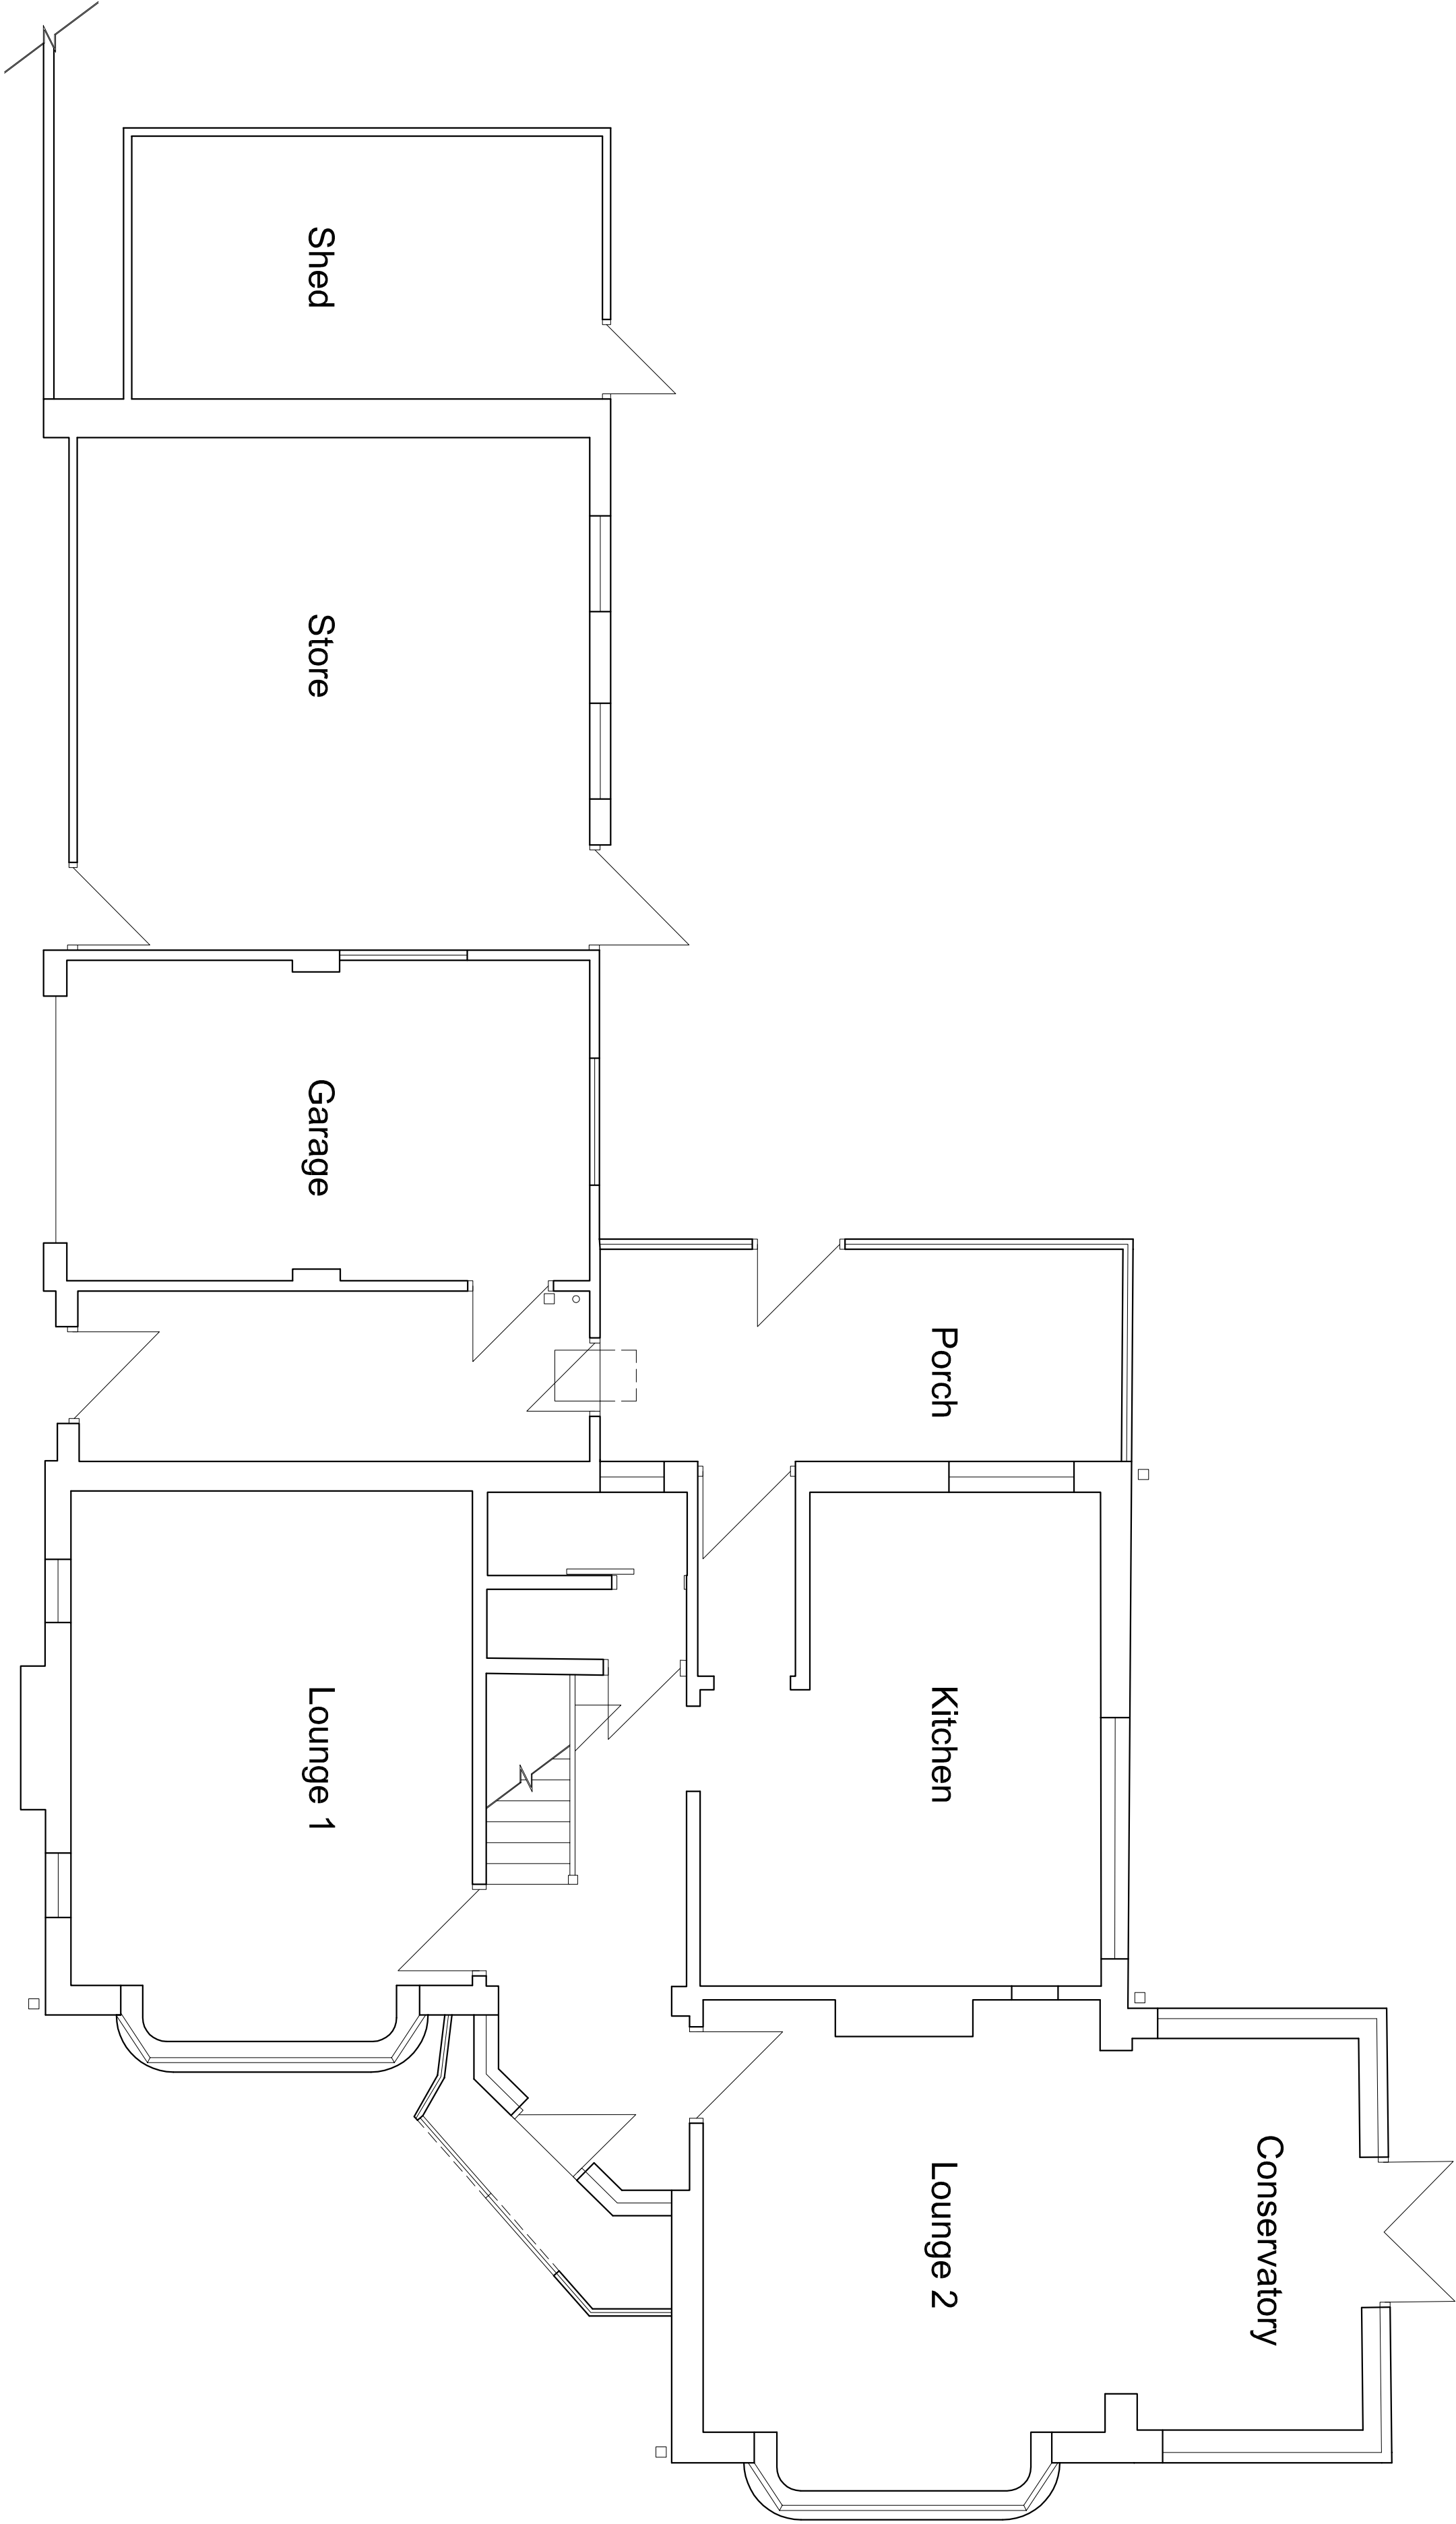 Shed
Store
Garage
Porch
Kitchen
Lounge 1
Lounge 2
Conservatory